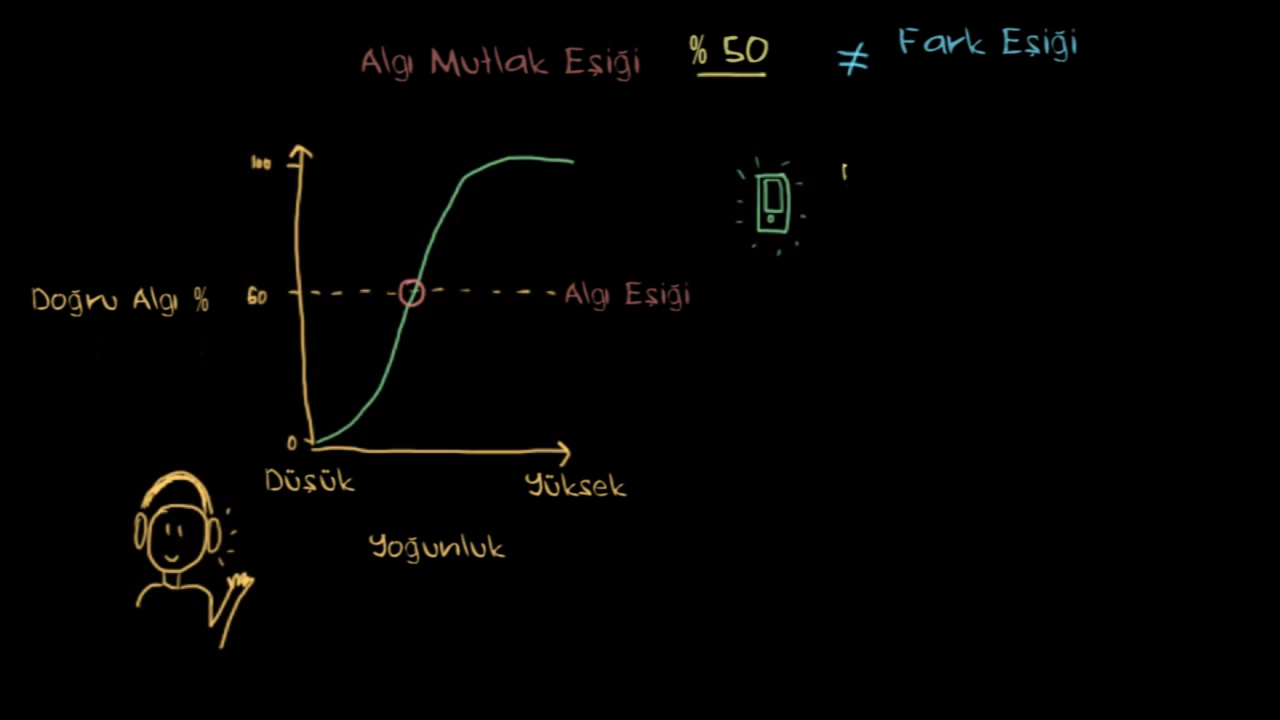 Algı Mutlak Eşiği % 50 ≠ Fark Eşiği
100
Doğru Algı % 50 Algı Eşiği
0
Düşük Yüksek
Yoğunluk